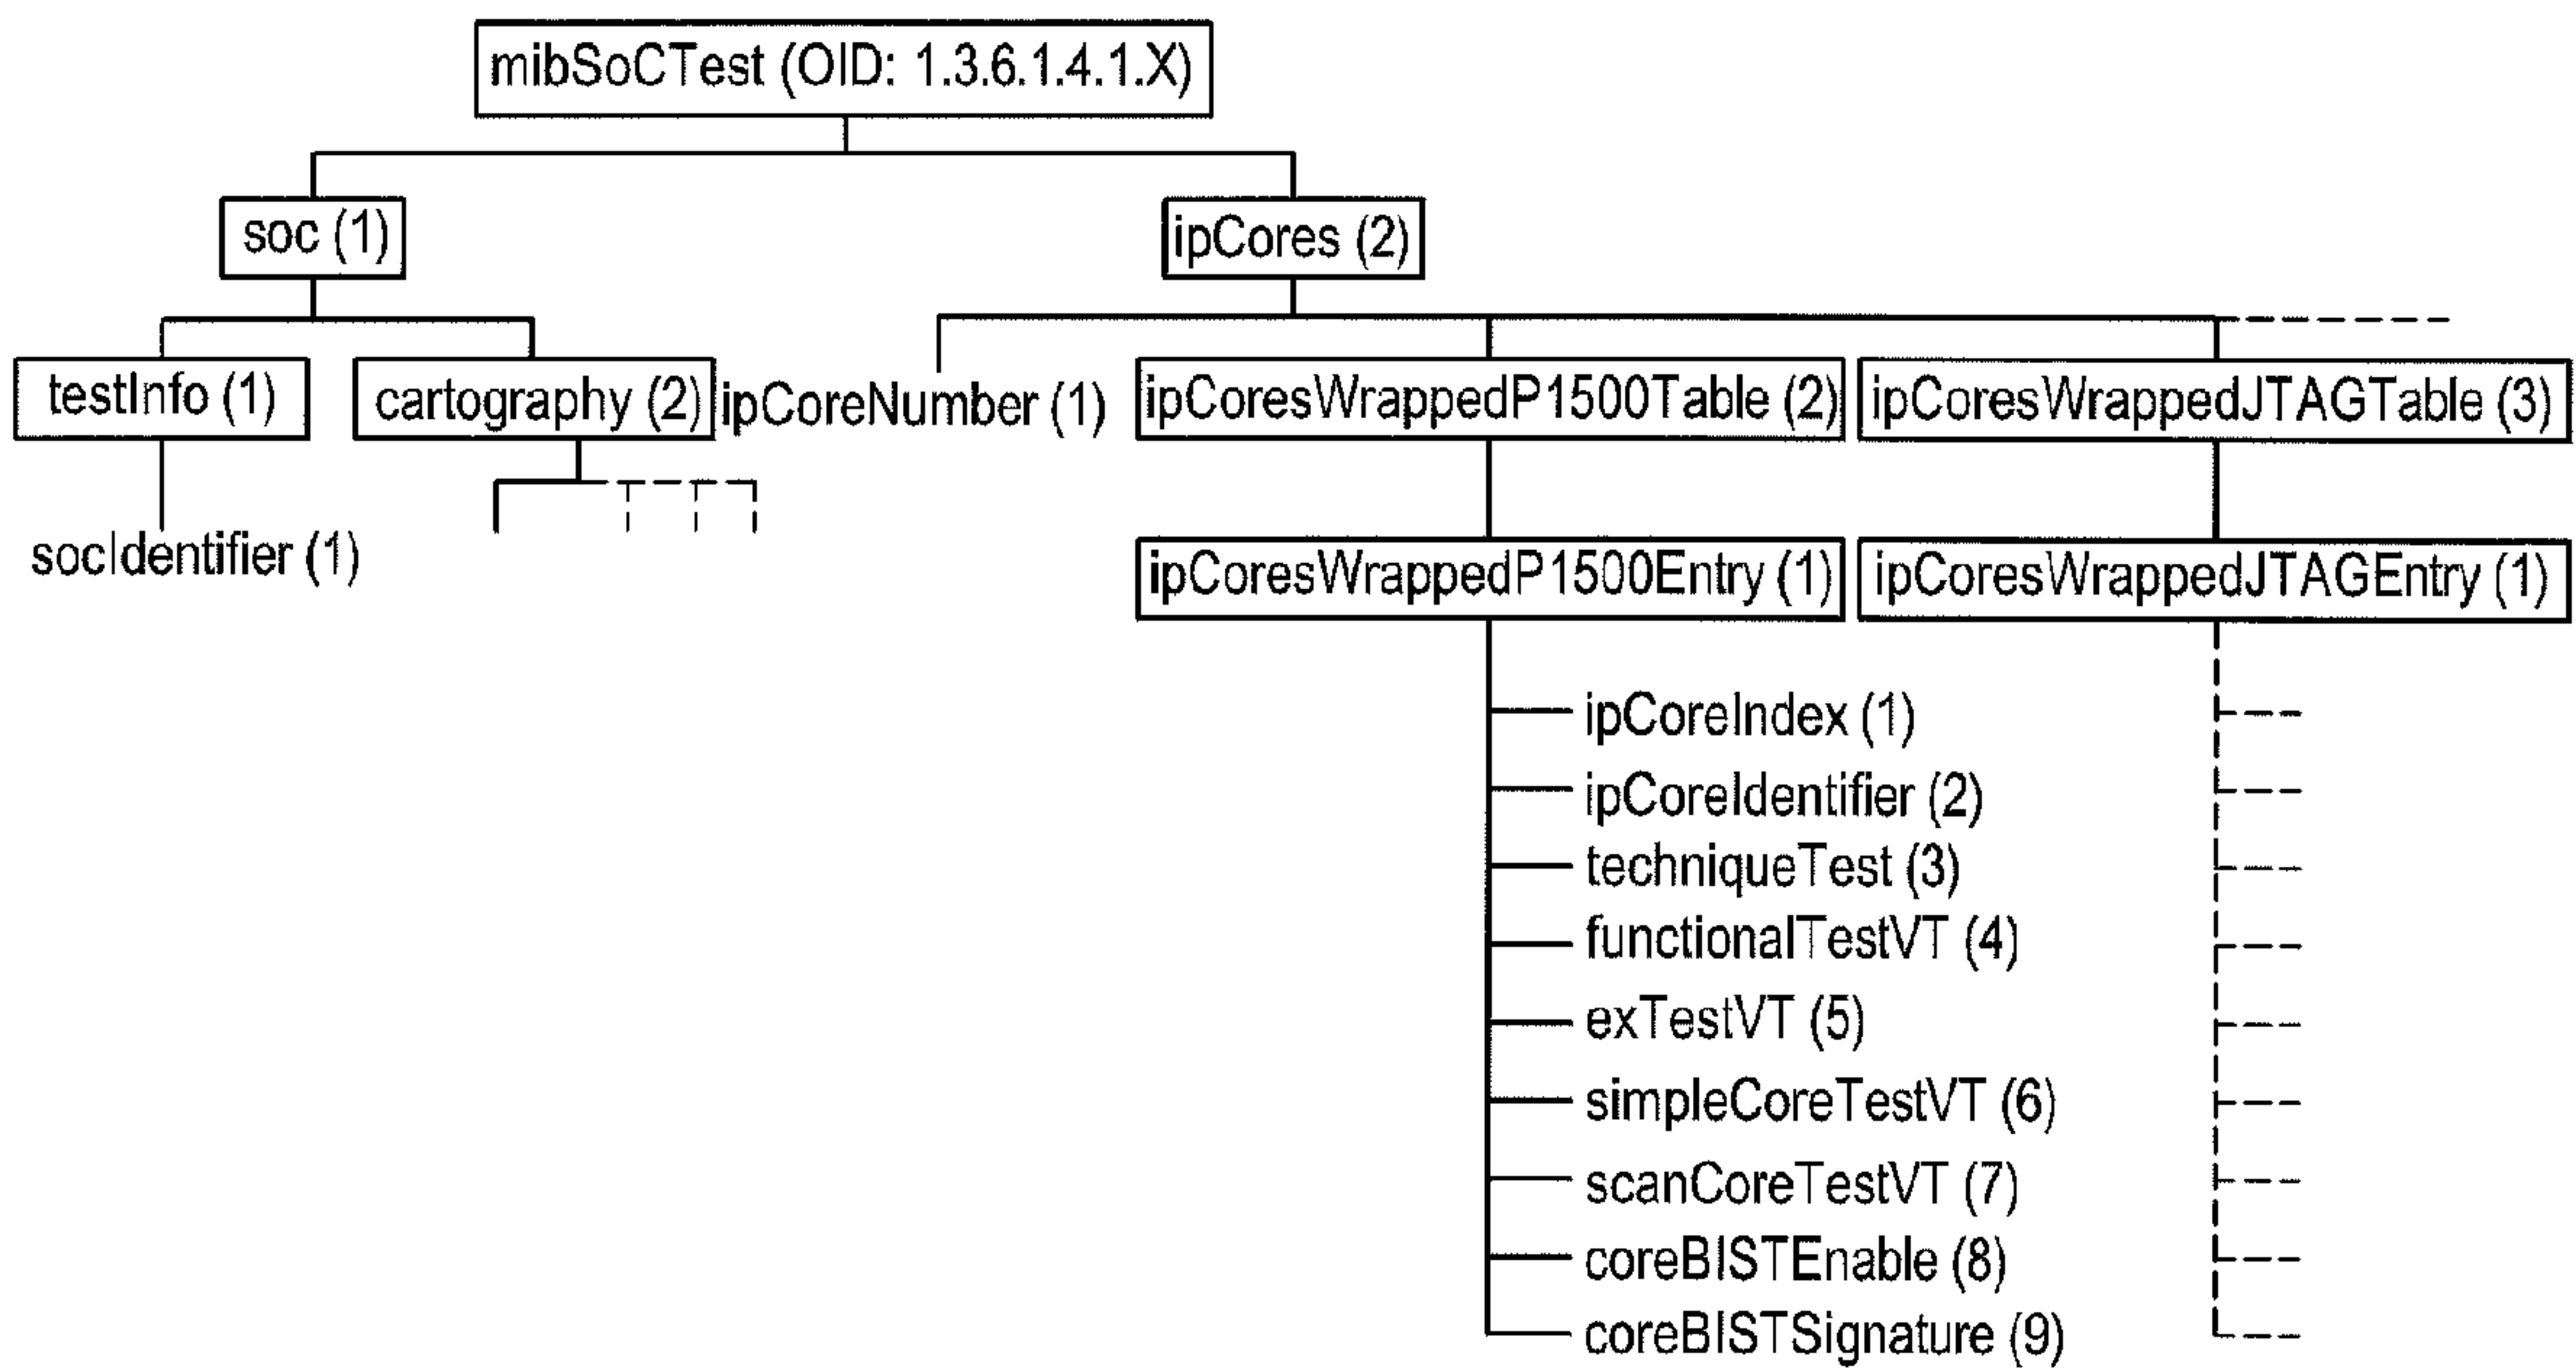 mibSoCTest (OID: 1.3.6.1.4.1.X)
soc (1)
ipCores (2)
testInfo (1)
cartography (2)
ipCoreNumber (1)
ipCoresWrappedP1500Table (2)
ipCoresWrappedJTAGTable (3)
socIdentifier (1)
ipCoresWrappedP1500Entry (1)
ipCoresWrappedJTAGEntry (1)
ipCoreIndex (1)
ipCoreIdentifier (2)
techniqueTest (3)
functionalTestVT (4)
exTestVT (5)
simpleCoreTestVT (6)
scanCoreTestVT (7)
coreBISTEnable (8)
coreBISTSignature (9)